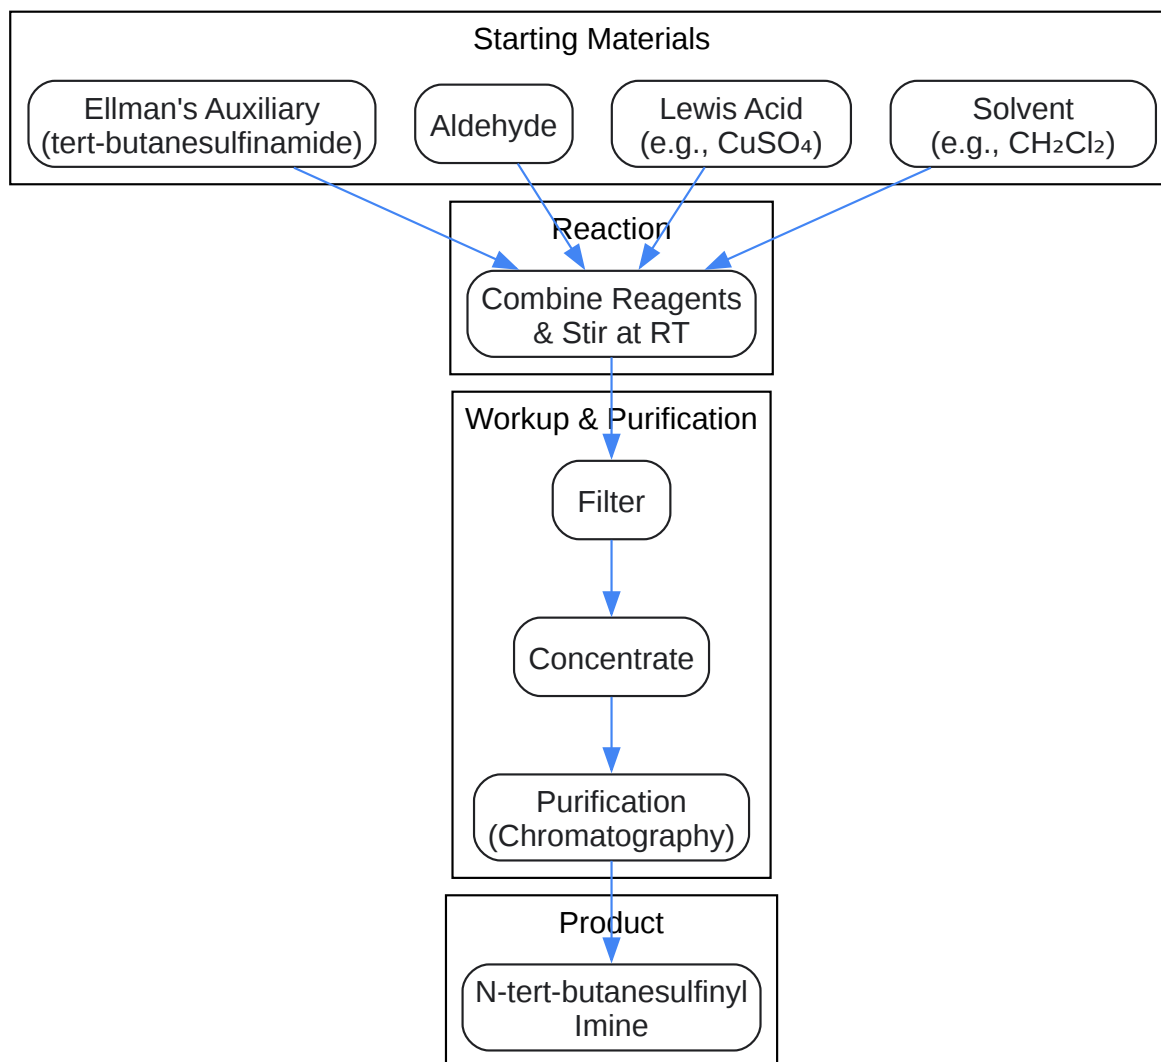 Starting Materials
Ellman's Auxiliary
(tert-butanesulfinamide)
Aldehyde
Lewis Acid
(e.g., CuSO₄)
Solvent
(e.g., CH₂Cl₂)
Reaction
Combine Reagents
& Stir at RT
Workup & Purification
Filter
Concentrate
Purification
(Chromatography)
Product
N-tert-butanesulfinyl
Imine